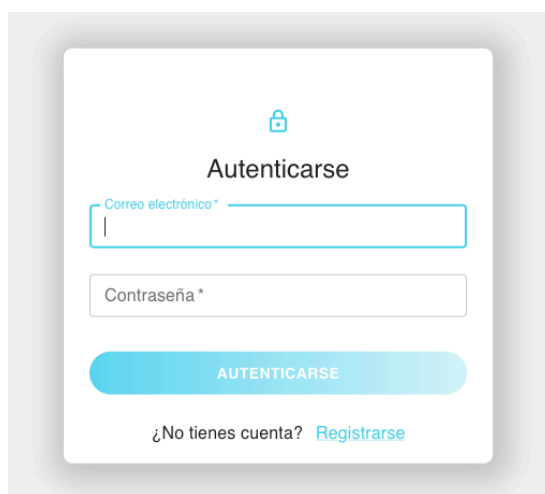 Autenticarse
Correo electrónico *
Contraseña *
AUTENTICARSE
¿No tienes cuenta? Registrarse